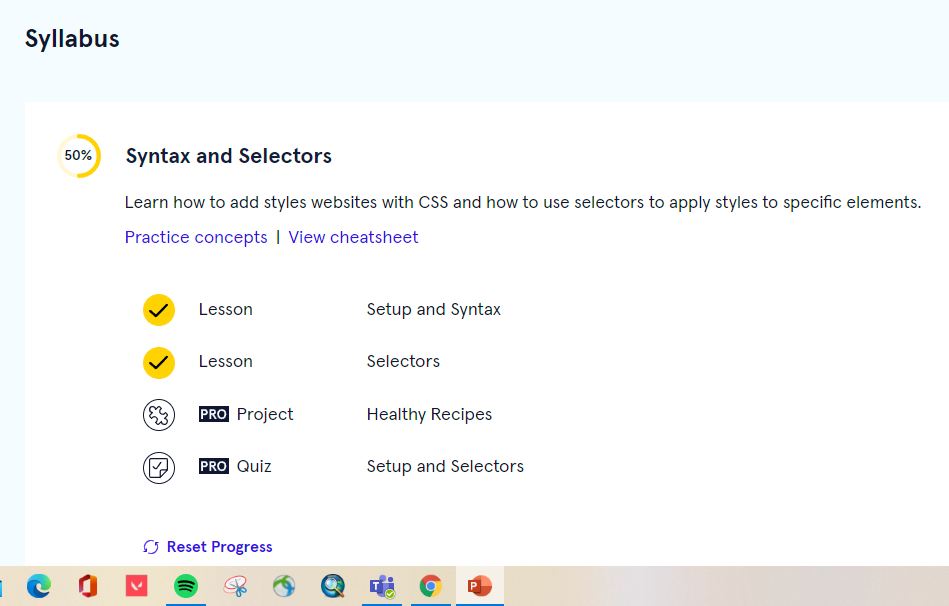 Syllabus
50%
Syntax and Selectors
Learn how to add styles websites with CSS and how to use selectors to apply styles to specific elements.
Practice concepts | View cheatsheet
Lesson Setup and Syntax
Lesson Selectors
PRO Project Healthy Recipes
PRO Quiz Setup and Selectors
Reset Progress